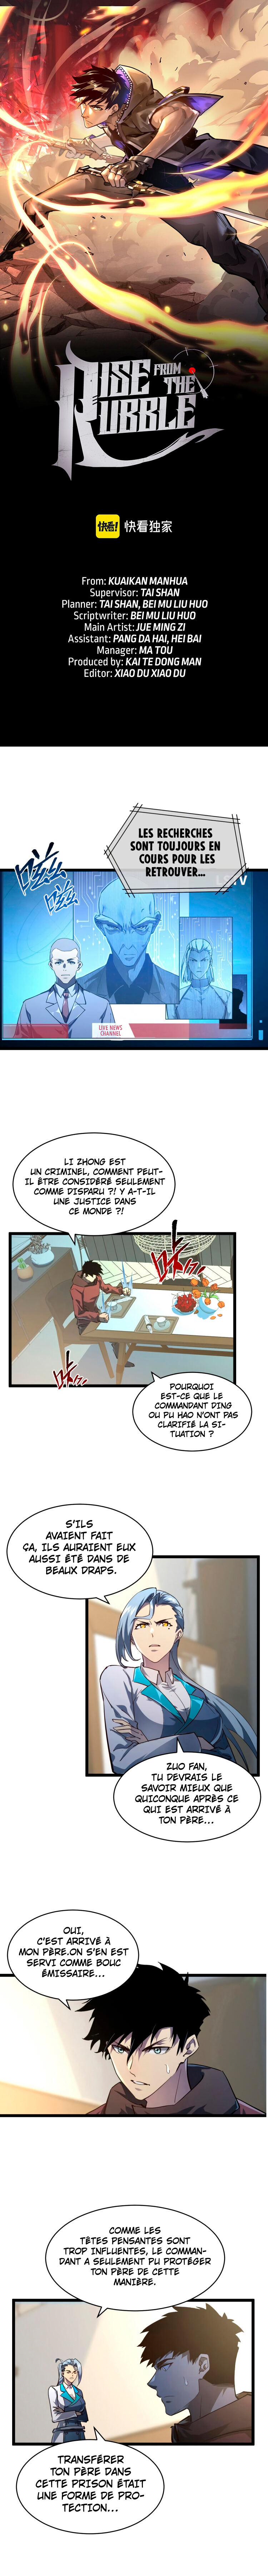 RISE FROM THE RUBBLE
快看!
快看独家
From: KUAIKAN MANHUA
Supervisor: TAI SHAN
Planner: TAI SHAN, BEI MU LIU HUO
Scriptwriter: BEI MU LIU HUO
Main Artist: JUE MING ZI
Assistant: PANG DA HAI, HEI BAI
Manager: MA TOU
Produced by: KAI TE DONG MAN
Editor: XIAO DU XIAO DU
LES RECHERCHES
SONT TOUJOURS EN
COURS POUR LES
RETROUVER...
LIVE NEWS
CHANNEL
LI ZHONG EST
UN CRIMINEL, COMMENT PEUT-
IL ÊTRE CONSIDÉRÉ SEULEMENT
COMME DISPARU ?! Y A-T-IL
UNE JUSTICE DANS
CE MONDE ?!
POURQUOI
EST-CE QUE LE
COMMANDANT DING
OU PU HAO N'ONT PAS
CLARIFIÉ LA SI-
TUATION ?
S'ILS
AVAIENT FAIT
ÇA, ILS AURAIENT EUX
AUSSI ÉTÉ DANS DE
BEAUX DRAPS.
ZUO FAN,
TU DEVRAIS LE
SAVOIR MIEUX QUE
QUICONQUE APRÈS CE
QUI EST ARRIVÉ À
TON PÈRE...
OUI,
C'EST ARRIVÉ À
MON PÈRE.ON S'EN EST
SERVI COMME BOUC
ÉMISSAIRE...
COMME LES
TÊTES PENSANTES SONT
TROP INFLUENTES, LE COMMAN-
DANT A SEULEMENT PU PROTÉGER
TON PÈRE DE CETTE
MANIÈRE.
TRANSFÉRER
TON PÈRE DANS
CETTE PRISON ÉTAIT
UNE FORME DE PRO-
TECTION...